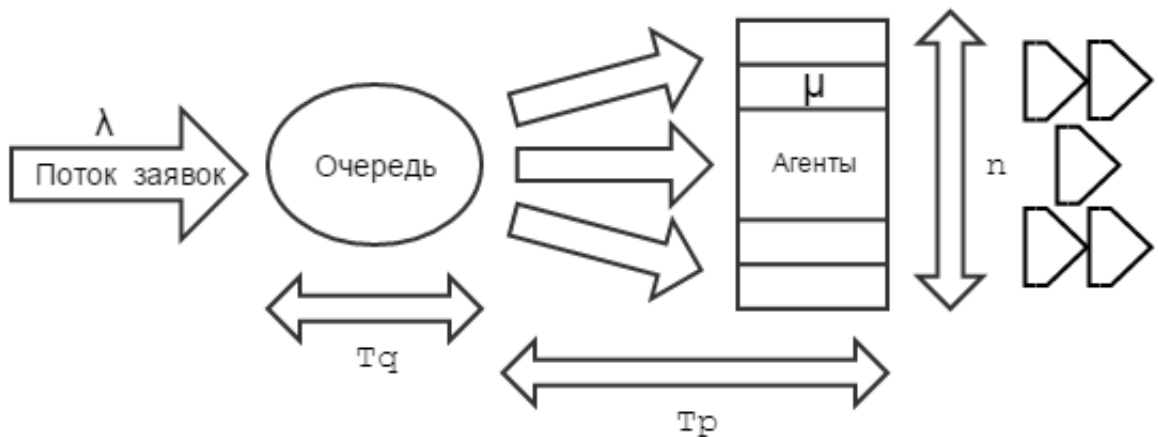 λ
Поток заявок
Очередь
μ
Агенты
n
Tq
Tp